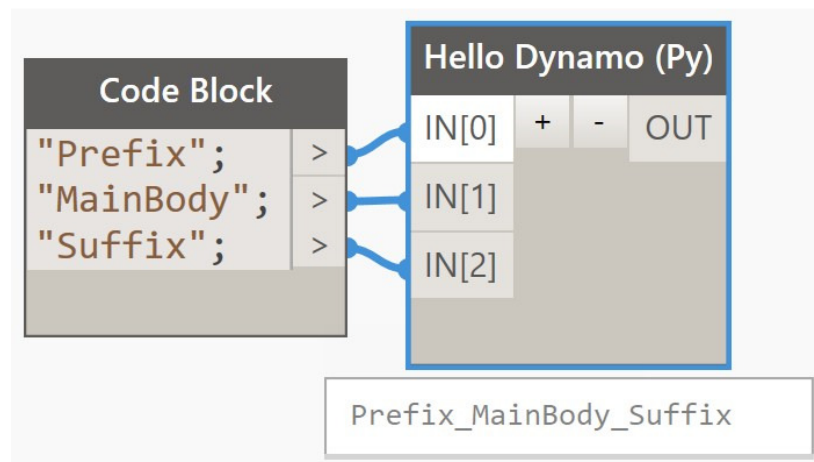 Code Block
"Prefix"; >
"MainBody"; >
"Suffix"; >
Hello Dynamo (Py)
IN[0] + - OUT
IN[1]
IN[2]
Prefix_MainBody_Suffix